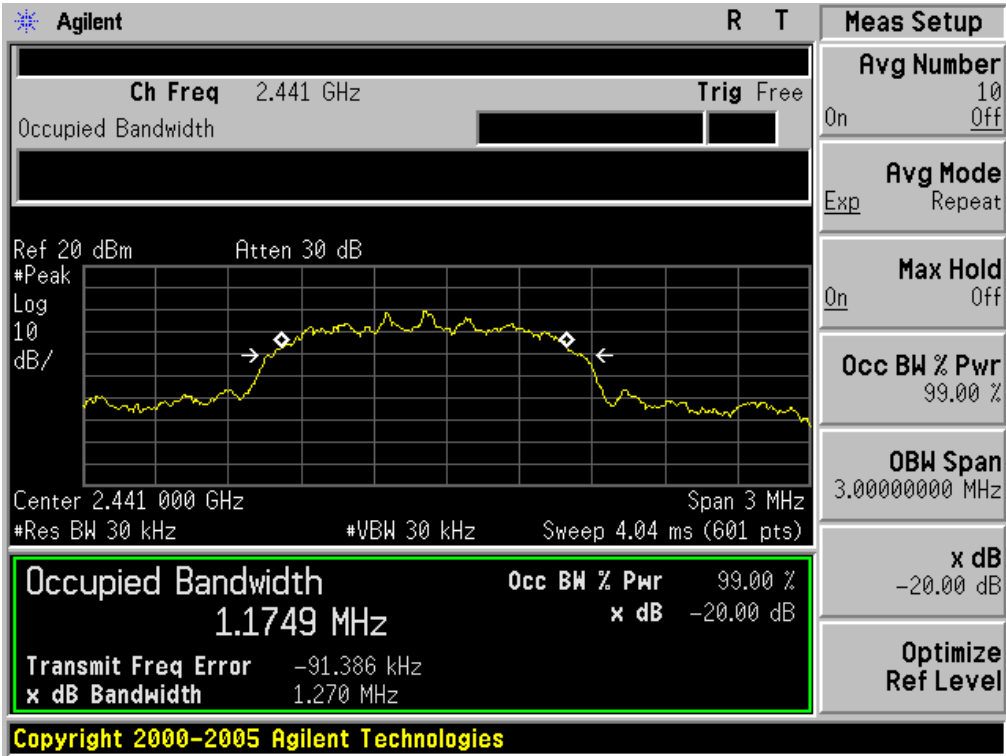 Agilent R T
Meas Setup
Ch Freq 2.441 GHz Trig Free
Occupied Bandwidth
Ref 20 dBm Atten 30 dB
#Peak
Log
10
dB/
Center 2.441 000 GHz Span 3 MHz
#Res BW 30 kHz #VBW 30 kHz Sweep 4.04 ms (601 pts)
Occupied Bandwidth Occ BW % Pwr 99.00 %
1.1749 MHz x dB -20.00 dB
Transmit Freq Error -91.386 kHz
x dB Bandwidth 1.270 MHz
Avg Number
10
On Off
Avg Mode
Exp Repeat
Max Hold
On Off
Occ BW % Pwr
99.00 %
OBW Span
3.00000000 MHz
x dB
-20.00 dB
Optimize
Ref Level
Copyright 2000-2005 Agilent Technologies